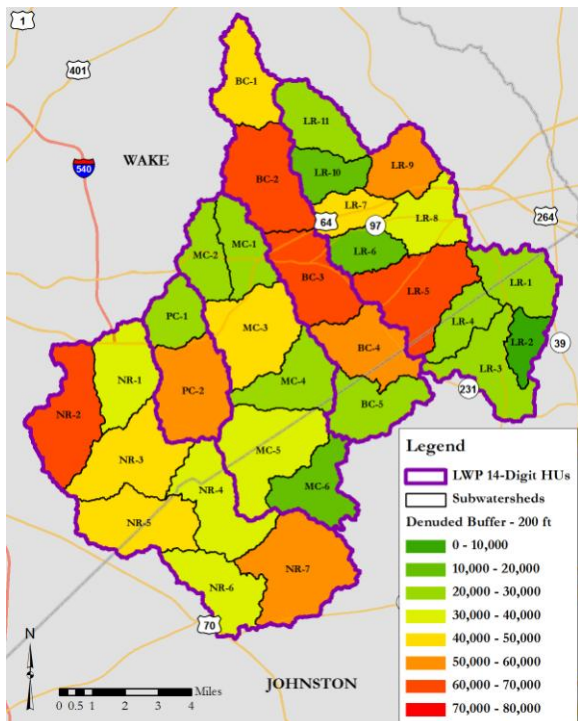 1
401
WAKE
540
BC-1
LR-11
BC-2
LR-10
LR-9
LR-7
64
97
LR-8
264
MC-2
MC-1
LR-6
BC-3
LR-5
LR-1
PC-1
MC-3
LR-4
LR-2
39
BC-4
LR-3
NR-1
PC-2
MC-4
231
NR-2
BC-5
NR-3
MC-5
NR-4
MC-6
NR-5
NR-7
NR-6
70
JOHNSTON
N
0 0.5 1 2 3 4 Miles
Legend
LWP 14-Digit HUs
Subwatersheds
Denuded Buffer - 200 ft
0 - 10,000
10,000 - 20,000
20,000 - 30,000
30,000 - 40,000
40,000 - 50,000
50,000 - 60,000
60,000 - 70,000
70,000 - 80,000